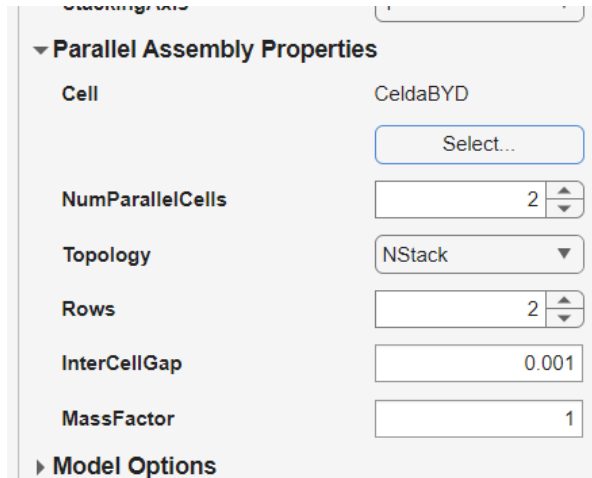 StackingAxis
Parallel Assembly Properties
Cell CeldaBYD
Select...
NumParallelCells 2
Topology NStack
Rows 2
InterCellGap 0.001
MassFactor 1
Model Options